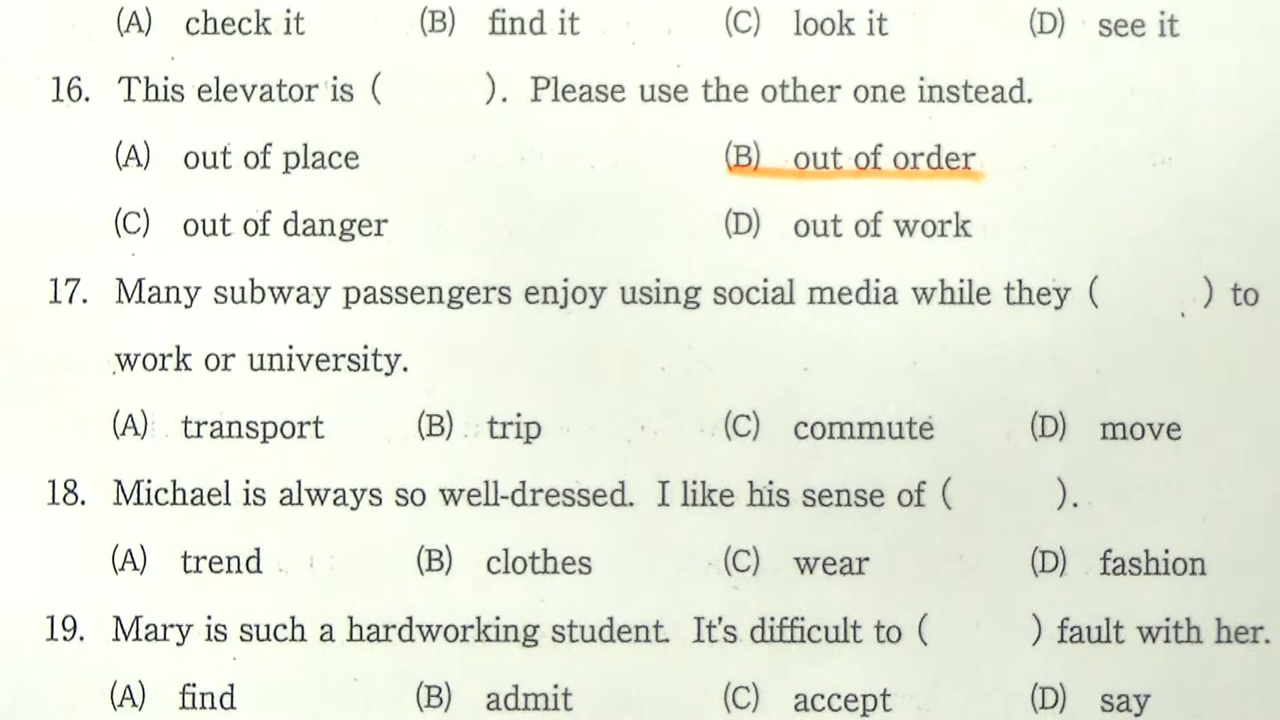 (A) check it (B) find it (C) look it (D) see it
16. This elevator is ( ). Please use the other one instead.
(A) out of place (B) out of order
(C) out of danger (D) out of work
17. Many subway passengers enjoy using social media while they ( ) to
work or university.
(A) transport (B) trip (C) commute (D) move
18. Michael is always so well-dressed. I like his sense of ( ).
(A) trend (B) clothes (C) wear (D) fashion
19. Mary is such a hardworking student. It's difficult to ( ) fault with her.
(A) find (B) admit (C) accept (D) say